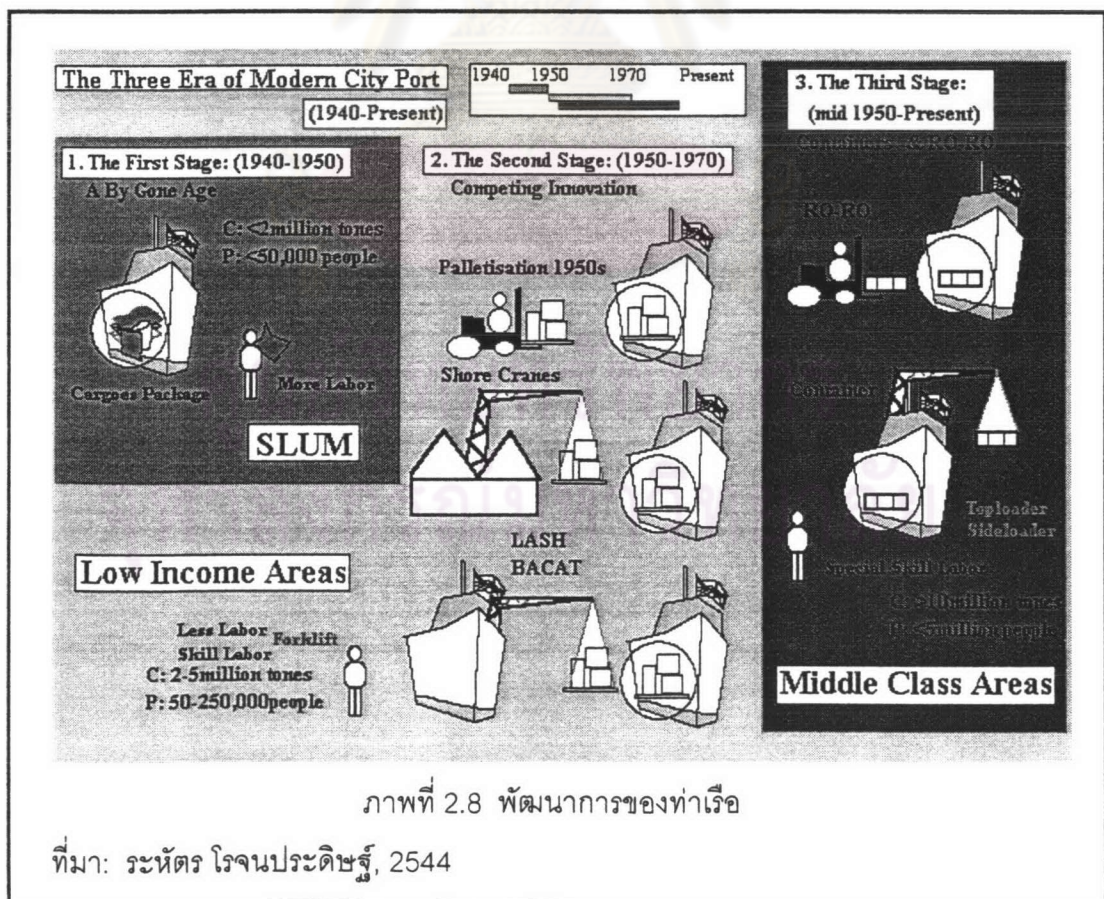 The Three Era of Modern City Port
(1940-Present)
1940 1950 1970 Present
1. The First Stage: (1940-1950)
A By Gone Age
C: <2million tones
P: <50,000 people
Cargoes Package
More Labor
SLUM
2. The Second Stage: (1950-1970)
Competing Innovation
Palletisation 1950s
Shore Cranes
LASH
BACAT
Low Income Areas
Less Labor Forklift
Skill Labor
C: 2-5million tones
P: 50-250,000people
3. The Third Stage:
(mid 1950-Present)
Containers & RO-RO
RO-RO
Container
Toploader
Sideloader
Special Skill Labor
C: >10million tones
P: <5milling people
Middle Class Areas
ภาพที่ 2.8 พัฒนาการของท่าเรือ
ที่มา: ระหัตร โรจนประดิษฐ์, 2544